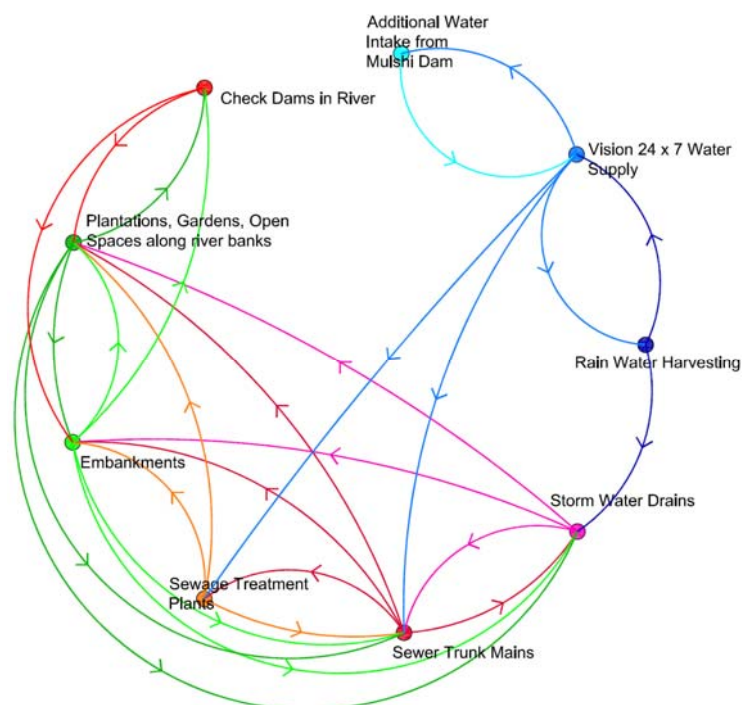 Additional Water
Intake from
Mulshi Dam
Check Dams in River
Vision 24 x 7 Water
Supply
Plantations, Gardens, Open
Spaces along river banks
Rain Water Harvesting
Embankments
Storm Water Drains
Sewage Treatment
Plants
Sewer Trunk Mains